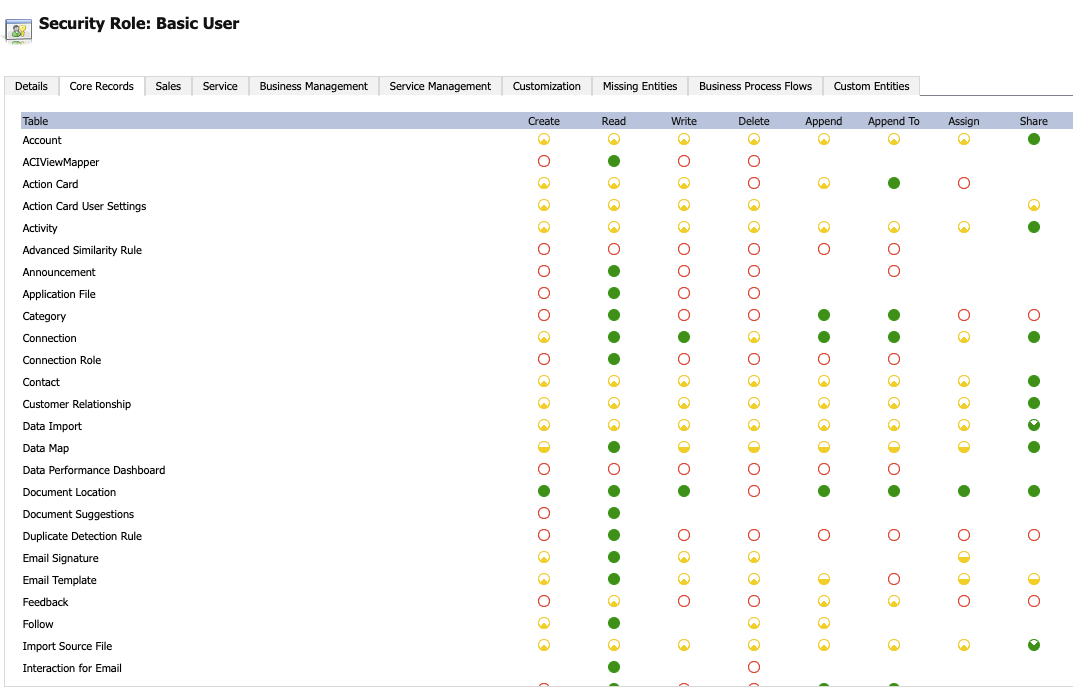 Security Role: Basic User
Details Core Records Sales Service Business Management Service Management Customization Missing Entities Business Process Flows Custom Entities
Table Create Read Write Delete Append Append To Assign Share
Account
ACIViewMapper
Action Card
Action Card User Settings
Activity
Advanced Similarity Rule
Announcement
Application File
Category
Connection
Connection Role
Contact
Customer Relationship
Data Import
Data Map
Data Performance Dashboard
Document Location
Document Suggestions
Duplicate Detection Rule
Email Signature
Email Template
Feedback
Follow
Import Source File
Interaction for Email